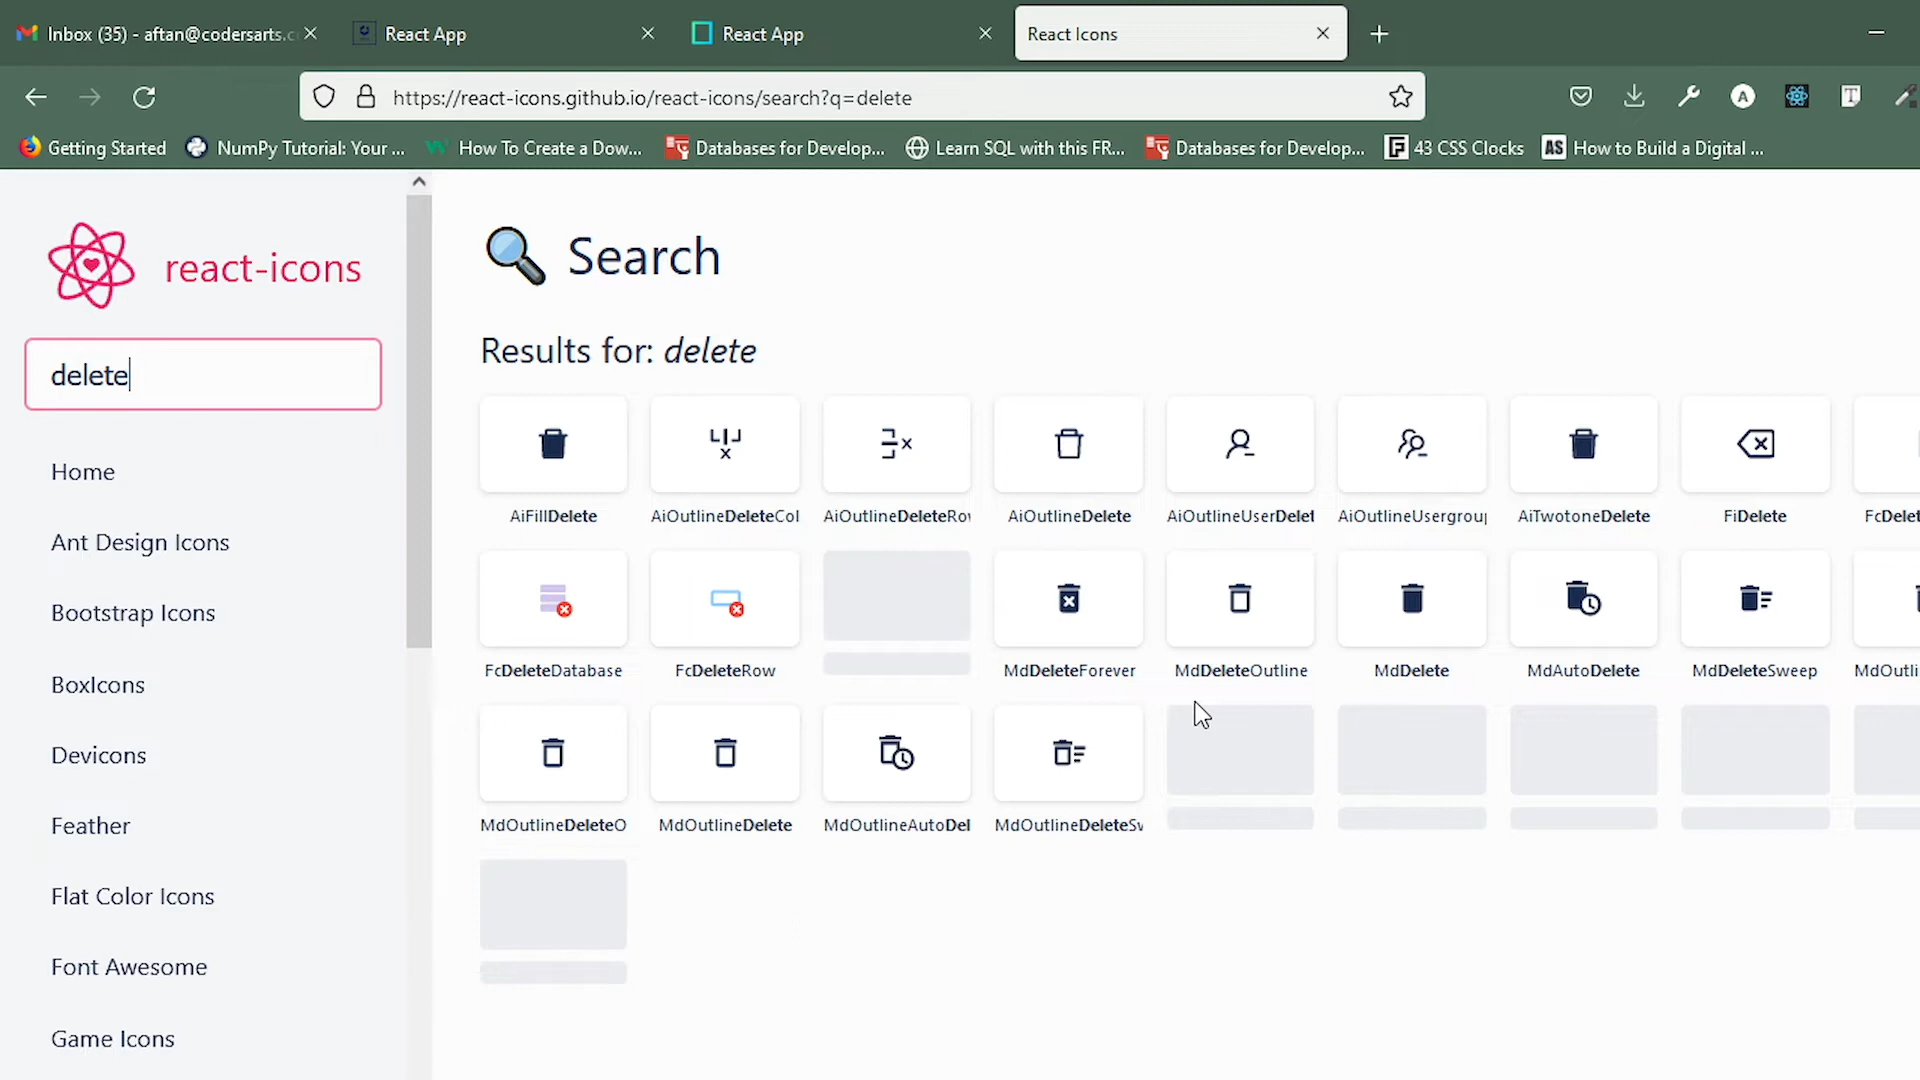 Inbox (35) - aftan@codersarts.c
React App
React App
React Icons
https://react-icons.github.io/react-icons/search?q=delete
A
T
Getting Started
NumPy Tutorial: Your ...
How To Create a Dow...
Databases for Develop...
Learn SQL with this FR...
Databases for Develop...
43 CSS Clocks
AS
How to Build a Digital ...
react-icons
delete
Home
Ant Design Icons
Bootstrap Icons
BoxIcons
Devicons
Feather
Flat Color Icons
Font Awesome
Game Icons
Search
Results for: delete
AiFillDelete
AiOutlineDeleteCol
AiOutlineDeleteRo
AiOutlineDelete
AiOutlineUserDelet
AiOutlineUsergrou
AiTwotoneDelete
FiDelete
FcDelet
FcDeleteDatabase
FcDeleteRow
MdDeleteForever
MdDeleteOutline
MdDelete
MdAutoDelete
MdDeleteSweep
MdOutli
MdOutlineDeleteO
MdOutlineDelete
MdOutlineAutoDel
MdOutlineDeleteS